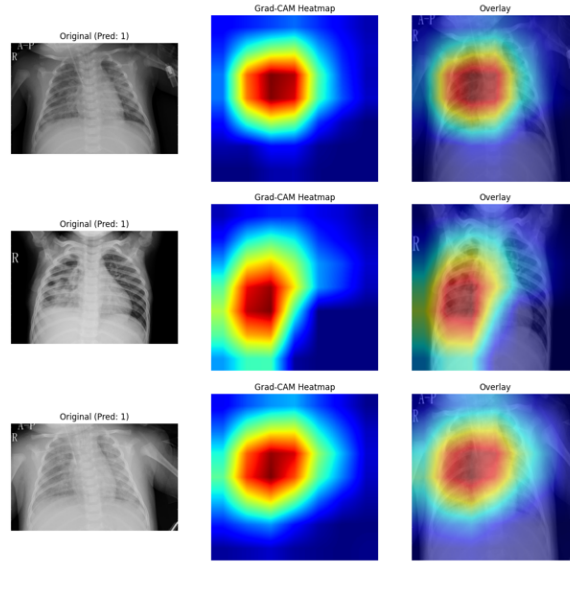 Original (Pred: 1)
A-P
R
Grad-CAM Heatmap
Overlay
A-P
R
Original (Pred: 1)
R
Grad-CAM Heatmap
Overlay
R
Original (Pred: 1)
A-P
R
Grad-CAM Heatmap
Overlay
A-P
R